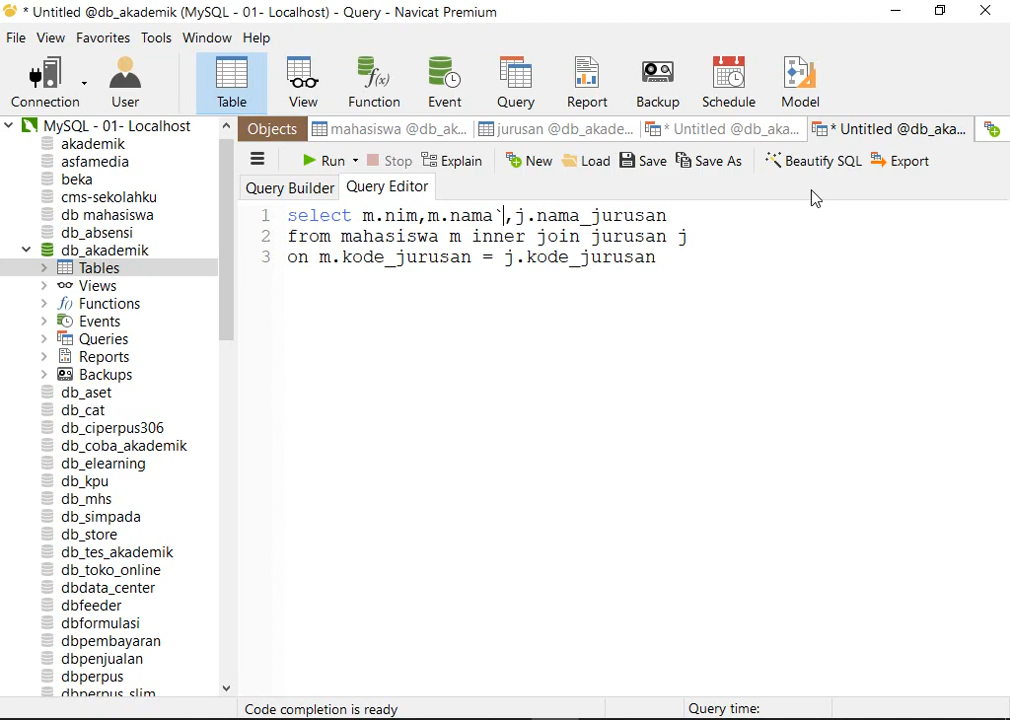 * Untitled @db_akademik (MySQL - 01- Localhost) - Query - Navicat Premium
File View Favorites Tools Window Help
Connection User Table View Function Event Query Report Backup Schedule Model
MySQL - 01- Localhost
akademik
asfamedia
beka
cms-sekolahku
db mahasiswa
db_absensi
db_akademik
Tables
Views
Functions
Events
Queries
Reports
Backups
db_aset
db_cat
db_ciperpus306
db_coba_akademik
db_elearning
db_kpu
db_mhs
db_simpada
db_store
db_tes_akademik
db_toko_online
dbdata_center
dbfeeder
dbformulasi
dbpembayaran
dbpenjualan
dbperpus
dbperpus_slim
Objects mahasiswa @db_ak... jurusan @db_akade... * Untitled @db_aka... * Untitled @db_aka...
Run Stop Explain New Load Save Save As Beautify SQL Export
Query Builder Query Editor
1 select m.nim,m.nama`,j.nama_jurusan
2 from mahasiswa m inner join jurusan j
3 on m.kode_jurusan = j.kode_jurusan
Code completion is ready Query time: